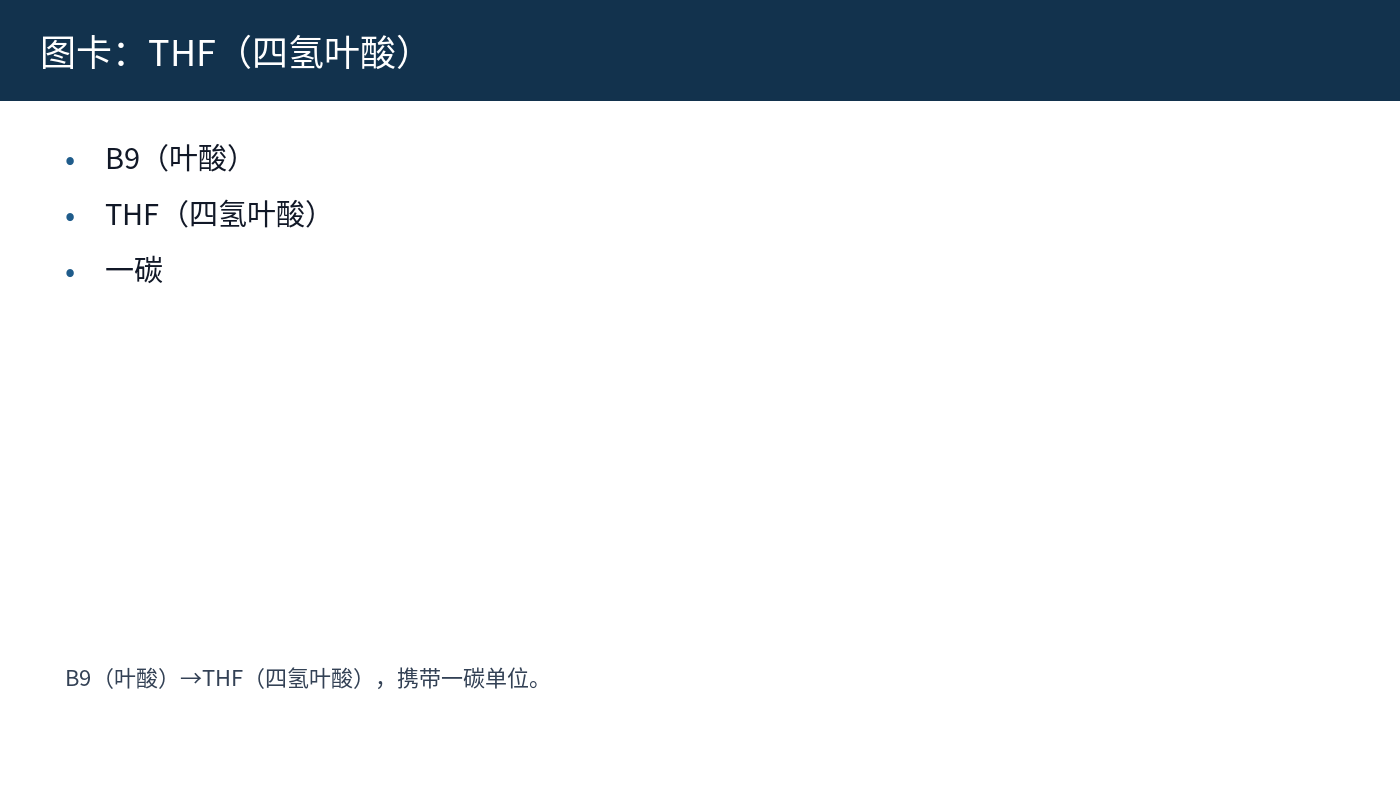 图卡：THF（四氢叶酸）
• B9（叶酸）
• THF（四氢叶酸）
• 一碳
B9（叶酸）→THF（四氢叶酸），携带一碳单位。